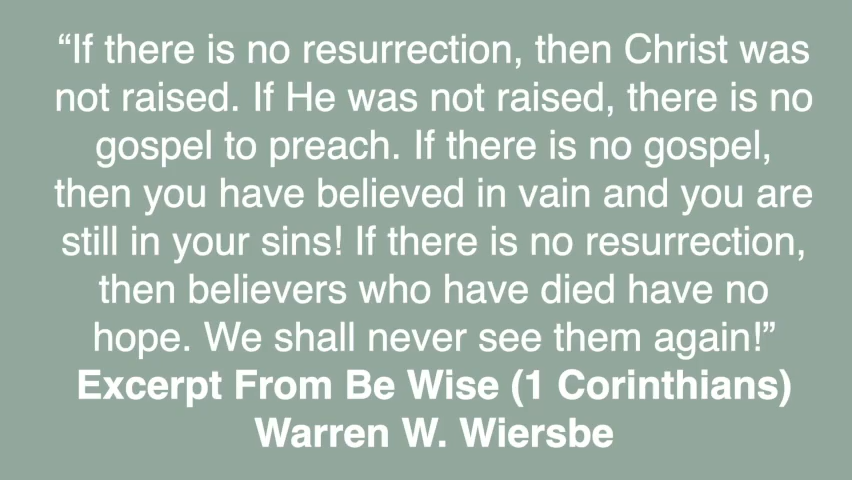 “If there is no resurrection, then Christ was
not raised. If He was not raised, there is no
gospel to preach. If there is no gospel,
then you have believed in vain and you are
still in your sins! If there is no resurrection,
then believers who have died have no
hope. We shall never see them again!”
Excerpt From Be Wise (1 Corinthians)
Warren W. Wiersbe